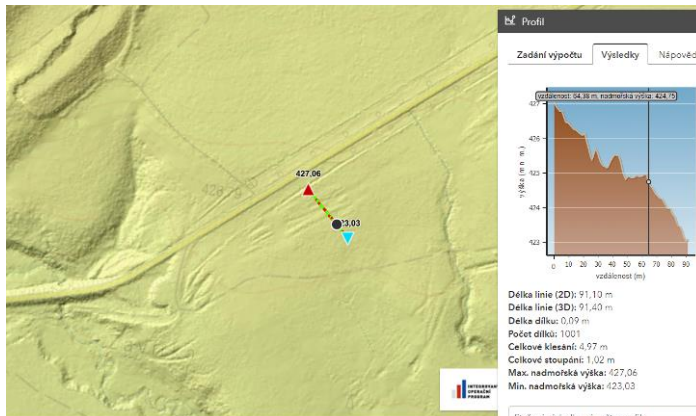 Profil
Zadání výpočtu Výsledky Nápověd
vzdálenost: 64,38 m, nadmořská výška: 424,75
427
426
425
424
423
výška (m n. m.)
0 10 20 30 40 50 60 70 80 90
vzdálenost (m)
427,06
23,03
Délka linie (2D): 91,10 m
Délka linie (3D): 91,40 m
Délka dílku: 0,09 m
Počet dílků: 1001
Celkové klesání: 4,97 m
Celkové stoupání: 1,02 m
Max. nadmořská výška: 427,06
Min. nadmořská výška: 423,03
INTEGROVANÝ
OPERAČNÍ
PROGRAM